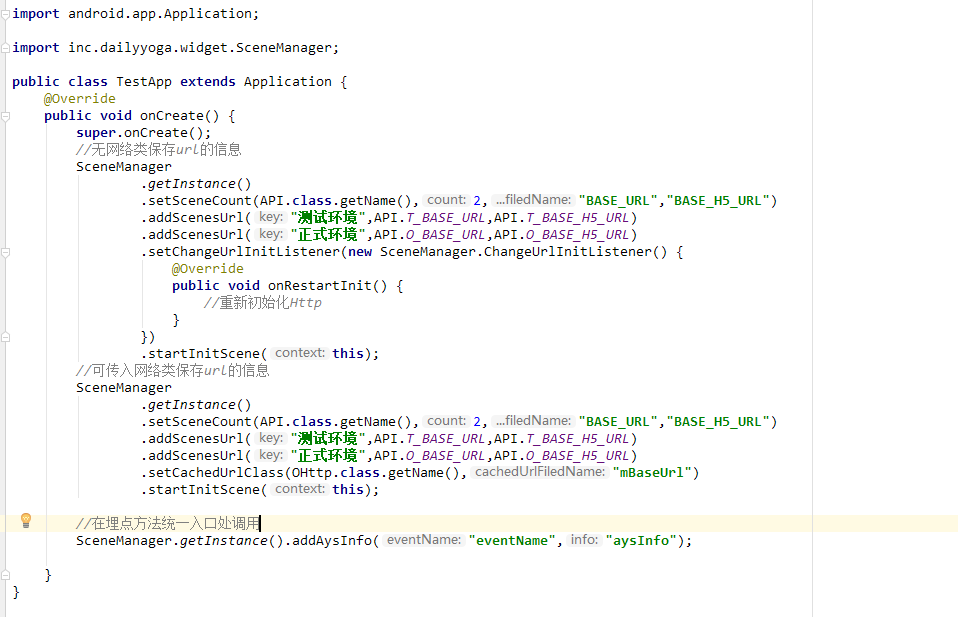 import android.app.Application;
import inc.dailyyoga.widget.SceneManager;
public class TestApp extends Application {
@Override
public void onCreate() {
super.onCreate();
//无网络类保存url的信息
SceneManager
.getInstance()
.setSceneCount(API.class.getName(), count: 2, ...filedName: "BASE_URL","BASE_H5_URL")
.addScenesUrl( key: "测试环境",API.T_BASE_URL,API.T_BASE_H5_URL)
.addScenesUrl( key: "正式环境",API.O_BASE_URL,API.O_BASE_H5_URL)
.setChangeUrlInitListener(new SceneManager.ChangeUrlInitListener() {
@Override
public void onRestartInit() {
//重新初始化Http
}
})
.startInitScene( context: this);
//可传入网络类保存url的信息
SceneManager
.getInstance()
.setSceneCount(API.class.getName(), count: 2, ...filedName: "BASE_URL","BASE_H5_URL")
.addScenesUrl( key: "测试环境",API.T_BASE_URL,API.T_BASE_H5_URL)
.addScenesUrl( key: "正式环境",API.O_BASE_URL,API.O_BASE_H5_URL)
.setCachedUrlClass(OHttp.class.getName(), cachedUrlFiledName: "mBaseUrl")
.startInitScene( context: this);
//在埋点方法统一入口处调用
SceneManager.getInstance().addAysInfo( eventName: "eventName", info: "aysInfo");
}
}